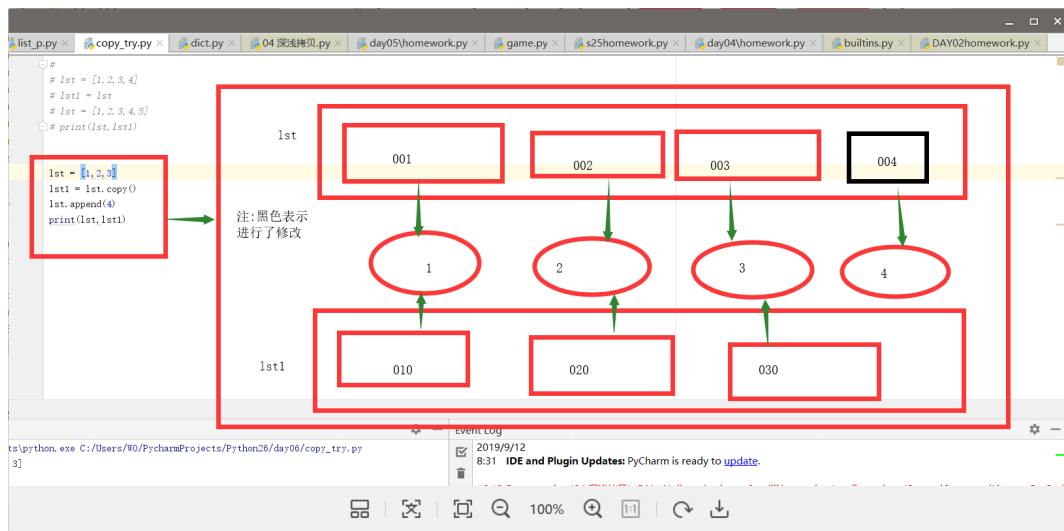 list_p.py × copy_try.py × dict.py × 04 深浅拷贝.py × day05\homework.py × game.py × s25homework.py × day04\homework.py × builtins.py × DAY02homework.py ×
#
# lst = [1,2,3,4]
# lst1 = lst
# lst = [1,2,3,4,5]
# print(lst,lst1)
lst = [1,2,3]
lst1 = lst.copy()
lst.append(4)
print(lst,lst1)
注:黑色表示
进行了修改
lst
001 002 003 004
1 2 3 4
lst1
010 020 030
ts\python.exe C:/Users/WO/PycharmProjects/Python26/day06/copy_try.py
3]
Event Log
2019/9/12
8:31 IDE and Plugin Updates: PyCharm is ready to update.
100% 1:1